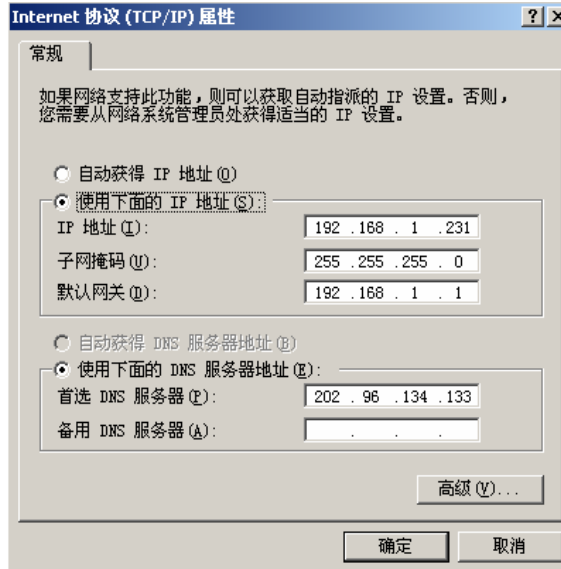 Internet 协议 (TCP/IP) 属性
常规
如果网络支持此功能，则可以获取自动指派的 IP 设置。否则，
您需要从网络系统管理员处获得适当的 IP 设置。
自动获得 IP 地址(O)
使用下面的 IP 地址(S):
IP 地址(I): 192 .168 . 1 .231
子网掩码(U): 255 .255 .255 . 0
默认网关(D): 192 .168 . 1 . 1
自动获得 DNS 服务器地址(B)
使用下面的 DNS 服务器地址(E):
首选 DNS 服务器(P): 202 . 96 .134 .133
备用 DNS 服务器(A): . . .
高级(V)...
确定 取消